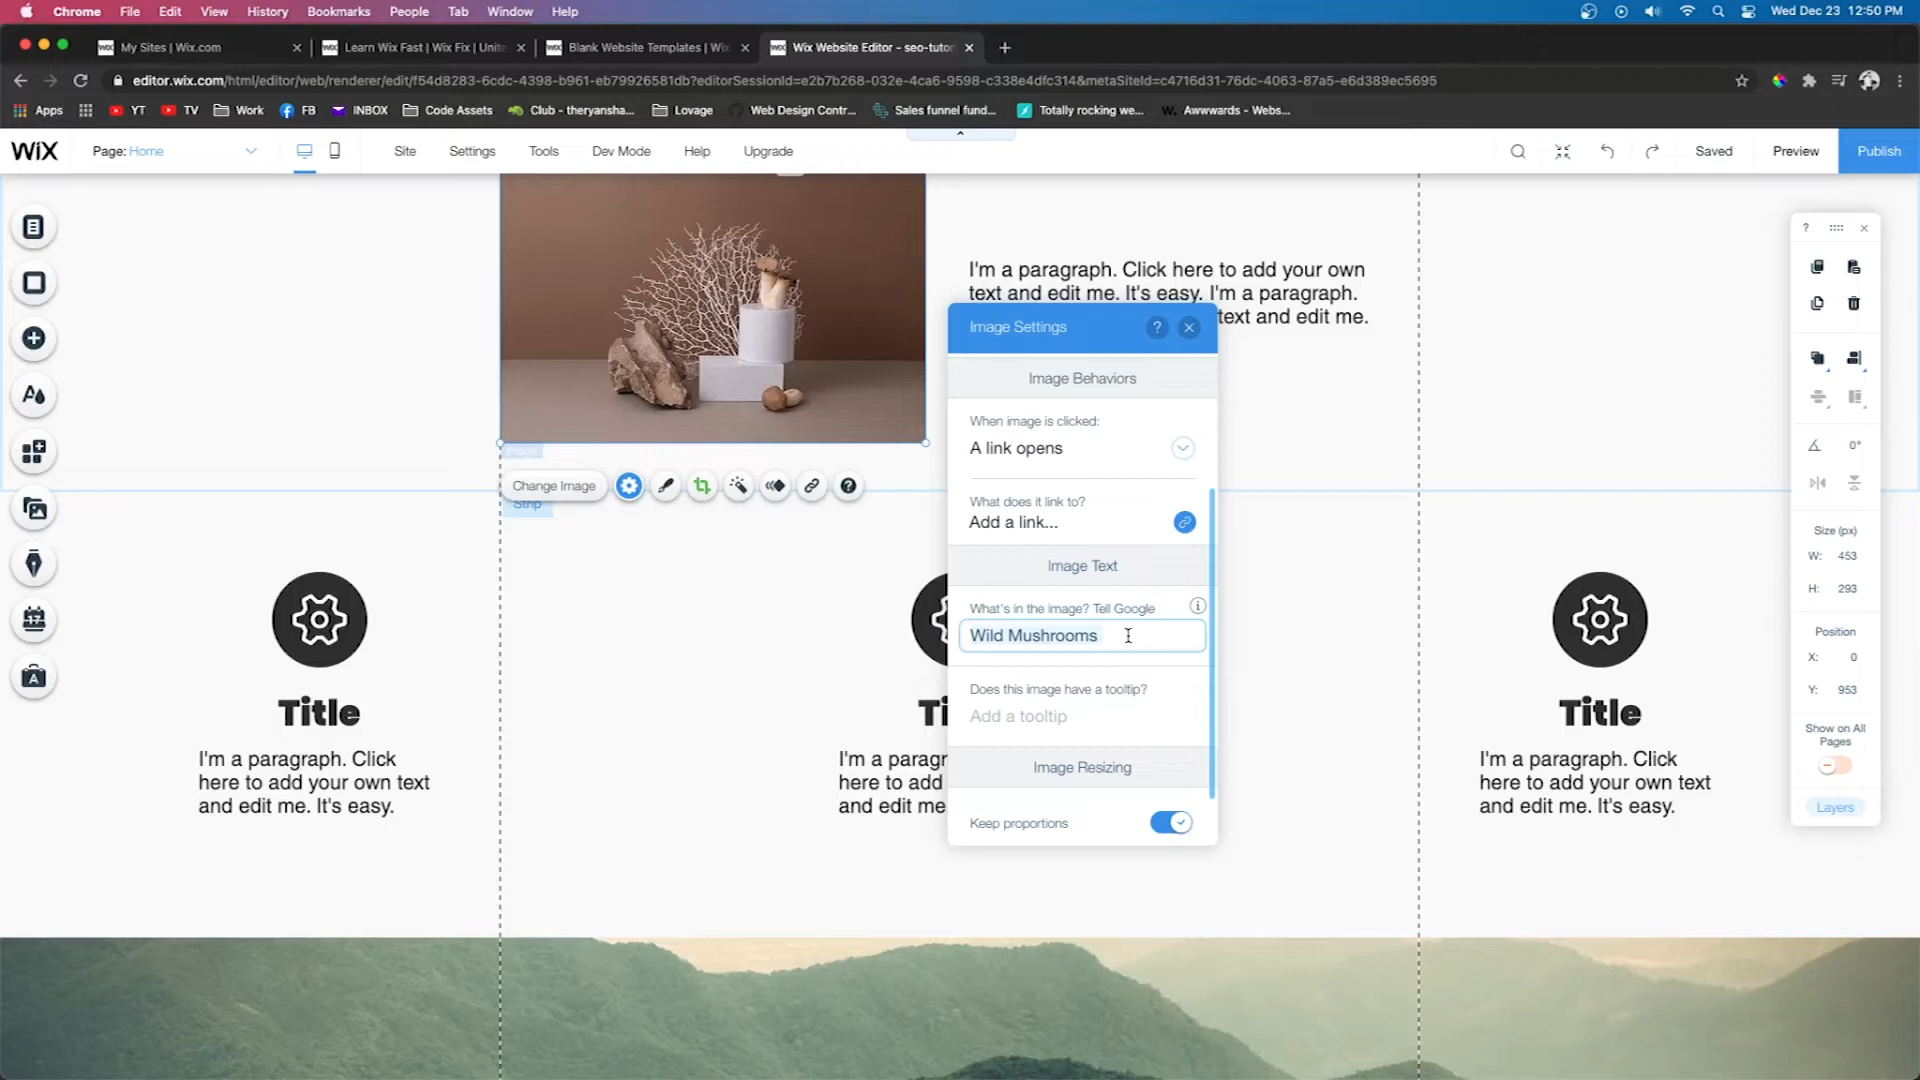 Chrome File Edit View History Bookmarks People Tab Window Help Wed Dec 23 12:50 PM
WIX My Sites | Wix.com WIX Learn Wix Fast | Wix Fix | Unite WIX Blank Website Templates | Wix WIX Wix Website Editor - seo-tutor
editor.wix.com/html/editor/web/renderer/edit/f54d8283-6cdc-4398-b961-eb79926581db?editorSessionId=e2b7b268-032e-4ca6-9598-c338e4dfc314&metaSiteId=c4716d31-76dc-4063-87a5-e6d389ec5695
Apps YT TV Work FB INBOX Code Assets Club - theryansha... Lovage Web Design Contr... Sales funnel fund... Totally rocking we... W. Awwwards - Webs...
WiX Page: Home Site Settings Tools Dev Mode Help Upgrade Saved Preview Publish
I'm a paragraph. Click here to add your own
text and edit me. It's easy. I'm a paragraph.
text and edit me.
Image Settings ?
Image Behaviors
When image is clicked:
A link opens
What does it link to?
Add a link...
Image Text
What's in the image? Tell Google i
Wild Mushrooms
Does this image have a tooltip?
Add a tooltip
Image Resizing
Keep proportions
Image
Change Image ?
Strip
17
A
Title
I'm a paragraph. Click
here to add your own text
and edit me. It's easy.
Ti
I'm a paragr
here to add
and edit me
Title
I'm a paragraph. Click
here to add your own text
and edit me. It's easy.
?
0°
Size (px)
W: 453
H: 293
Position
X: 0
Y: 953
Show on All
Pages
Layers